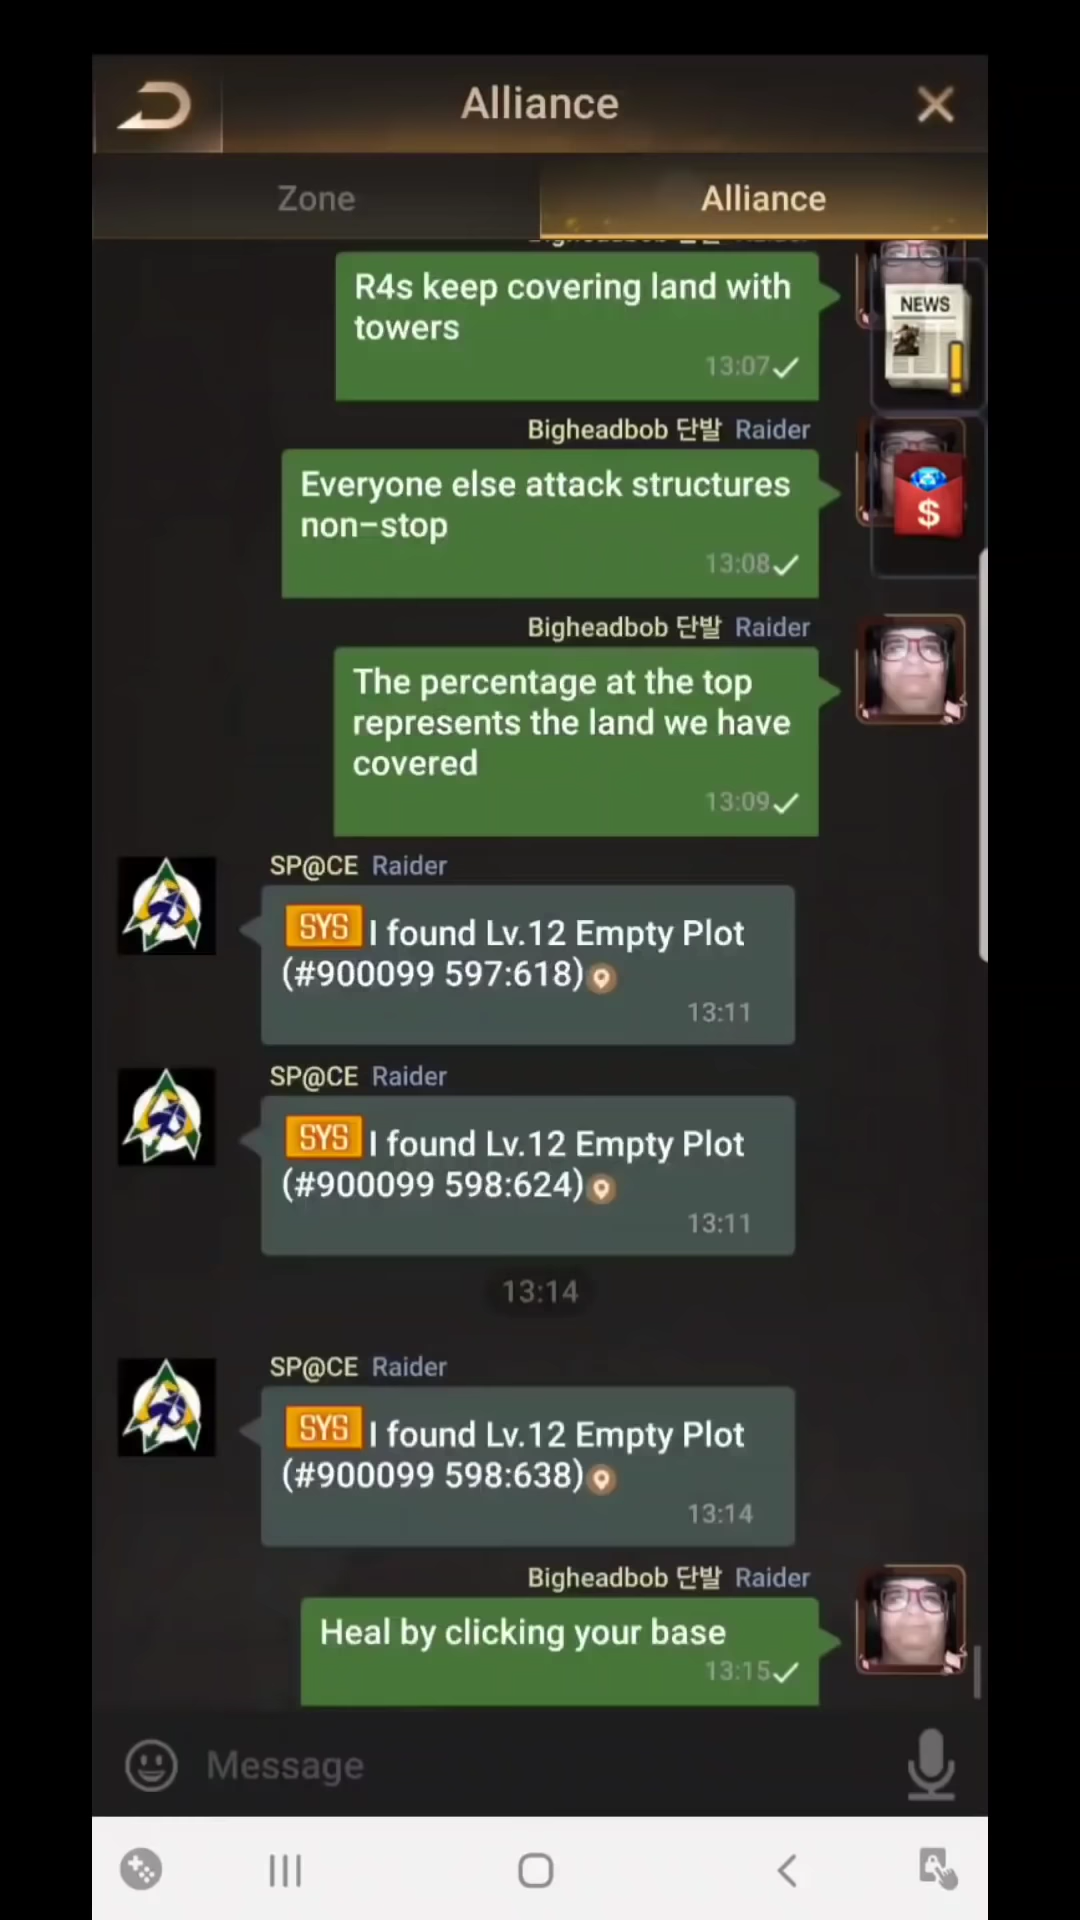 Alliance
Zone
Alliance
Bigheadbob 단발 Raider
R4s keep covering land with
towers
13:07
NEWS
Bigheadbob 단발 Raider
Everyone else attack structures
non-stop
13:08
$
Bigheadbob 단발 Raider
The percentage at the top
represents the land we have
covered
13:09
SP@CE Raider
SYS I found Lv.12 Empty Plot
(#900099 597:618)
13:11
SP@CE Raider
SYS I found Lv.12 Empty Plot
(#900099 598:624)
13:11
13:14
SP@CE Raider
SYS I found Lv.12 Empty Plot
(#900099 598:638)
13:14
Bigheadbob 단발 Raider
Heal by clicking your base
13:15
Message